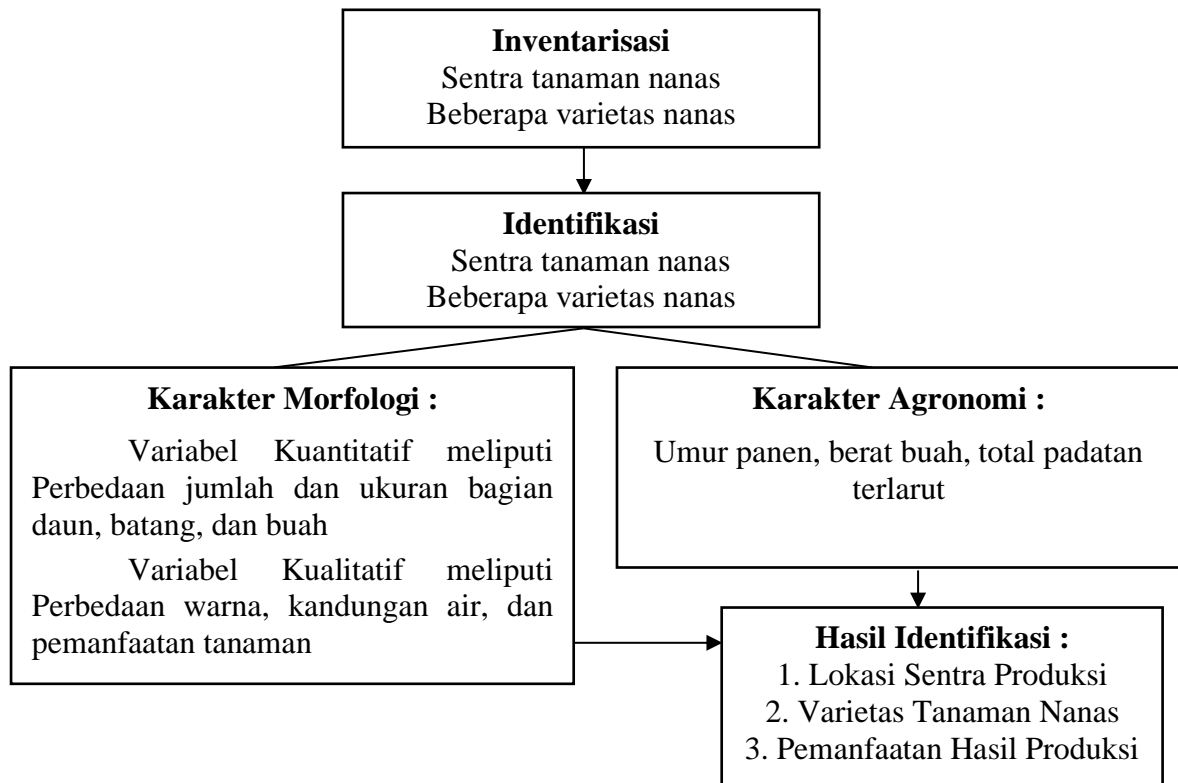 Inventarisasi
Sentra tanaman nanas
Beberapa varietas nanas
Identifikasi
Sentra tanaman nanas
Beberapa varietas nanas
Karakter Morfologi :
Variabel Kuantitatif meliputi
Perbedaan jumlah dan ukuran bagian
daun, batang, dan buah
Variabel Kualitatif meliputi
Perbedaan warna, kandungan air, dan
pemanfaatan tanaman
Karakter Agronomi :
Umur panen, berat buah, total padatan
terlarut
Hasil Identifikasi :
1. Lokasi Sentra Produksi
2. Varietas Tanaman Nanas
3. Pemanfaatan Hasil Produksi